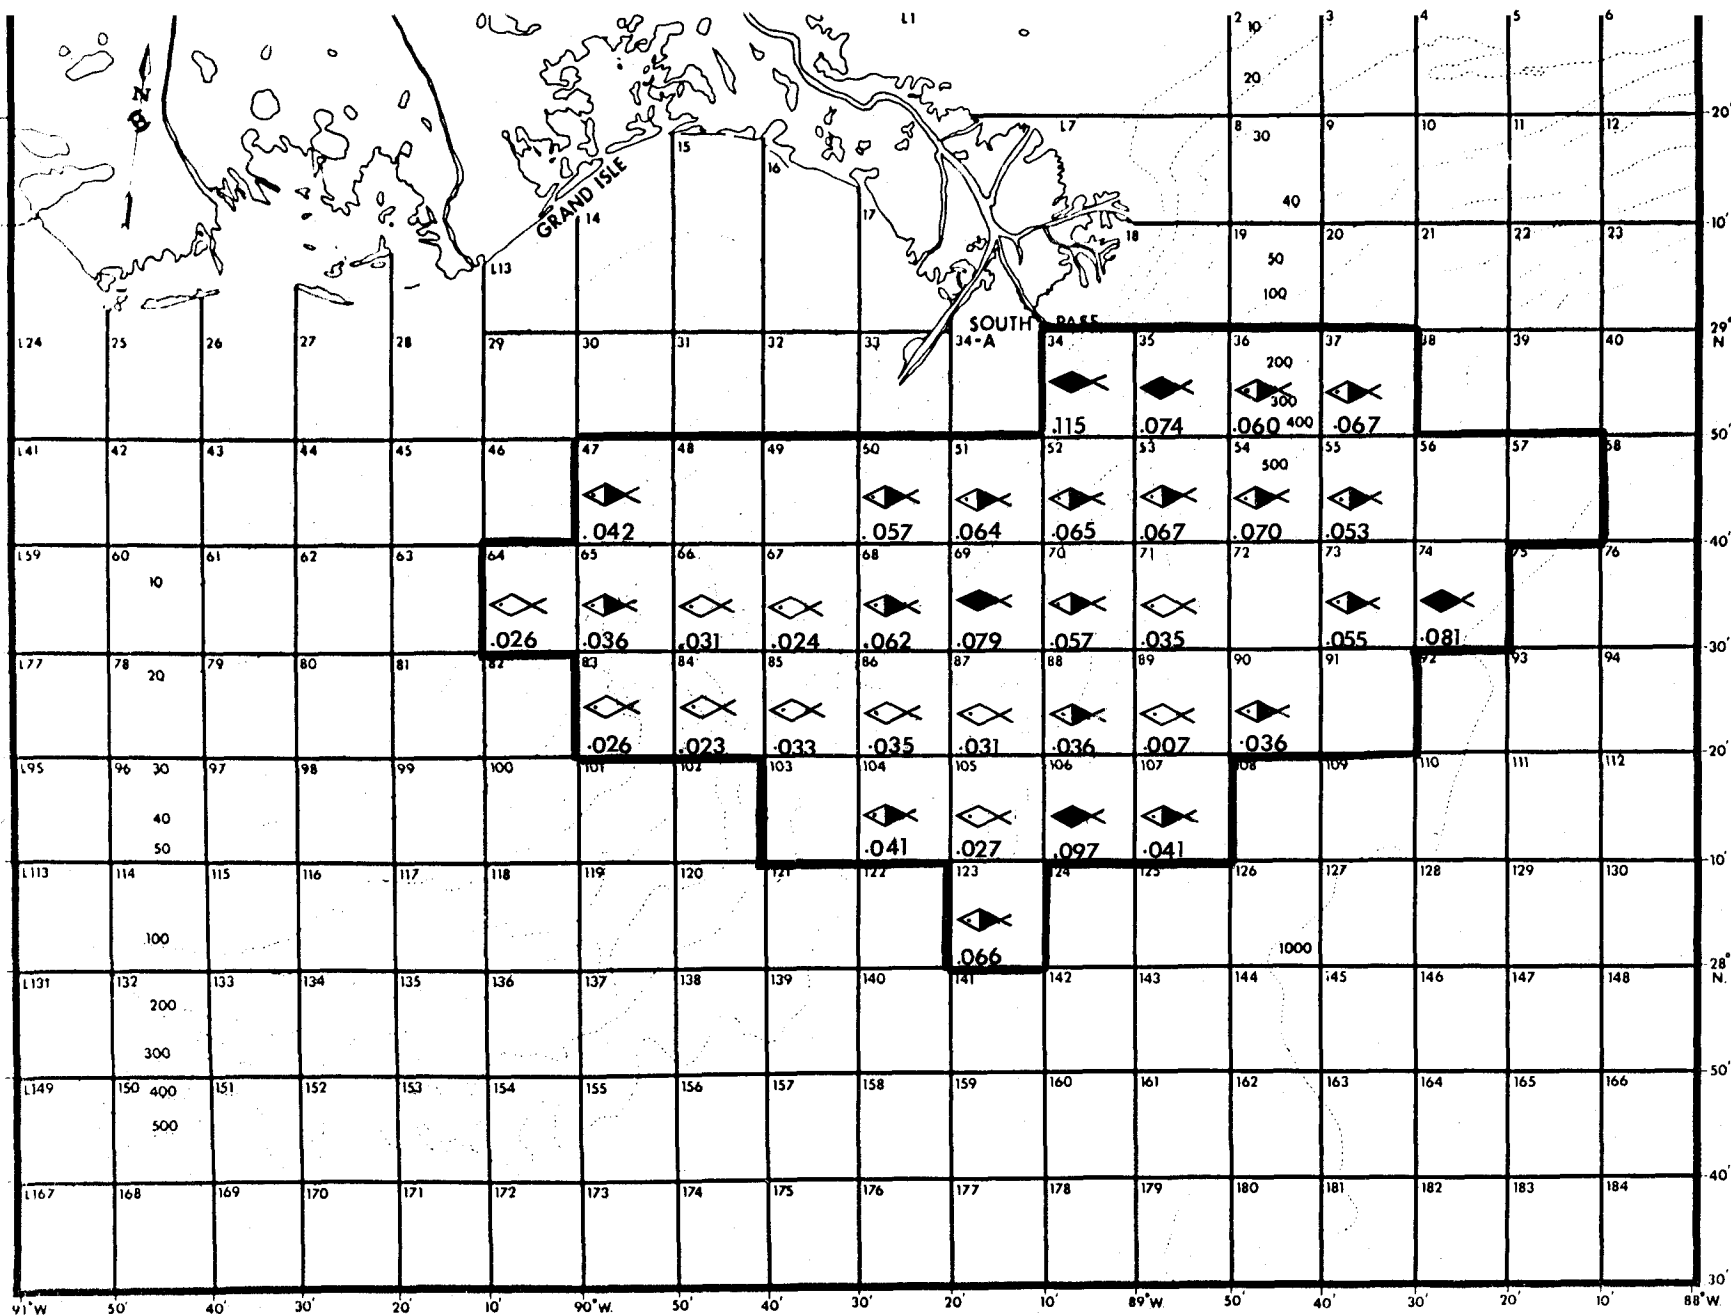 L1 2 3 4 5 6
10
20
N
L7 8 9 10 11 12 20'
30
15
16
GRAND ISLE
40
14 17 18 19 20 21 22 23 10'
L13 50
100
SOUTH PASS 29° N
L24 25 26 27 28 29 30 31 32 33 34-A 34 35 36 37 38 39 40
200
300
.115 .074 .060 400 .067
L41 42 43 44 45 46 47 48 49 50 51 52 53 54 55 56 57 58 50'
500
.042 .057 .064 .065 .067 .070 .053
L59 60 61 62 63 64 65 66 67 68 69 70 71 72 73 74 75 76 40'
10
.026 .036 .031 .024 .062 .079 .057 .035 .055 .081
L77 78 79 80 81 82 83 84 85 86 87 88 89 90 91 92 93 94 30'
20
.026 .023 .033 .035 .031 .036 .007 .036
L95 96 30 97 98 99 100 101 102 103 104 105 106 107 108 109 110 111 112 20'
40
50 .041 .027 .097 .041
L113 114 115 116 117 118 119 120 121 122 123 124 125 126 127 128 129 130 10'
100 .066 1000
L131 132 133 134 135 136 137 138 139 140 141 142 143 144 145 146 147 148 28° N.
200
300
L149 150 400 151 152 153 154 155 156 157 158 159 160 161 162 163 164 165 166 50'
500
L167 168 169 170 171 172 173 174 175 176 177 178 179 180 181 182 183 184 40'
30'
91°W 50' 40' 30' 20' 10' 90°W. 50' 40' 30' 20' 10' 89°W. 50' 40' 30' 20' 10' 88°W.